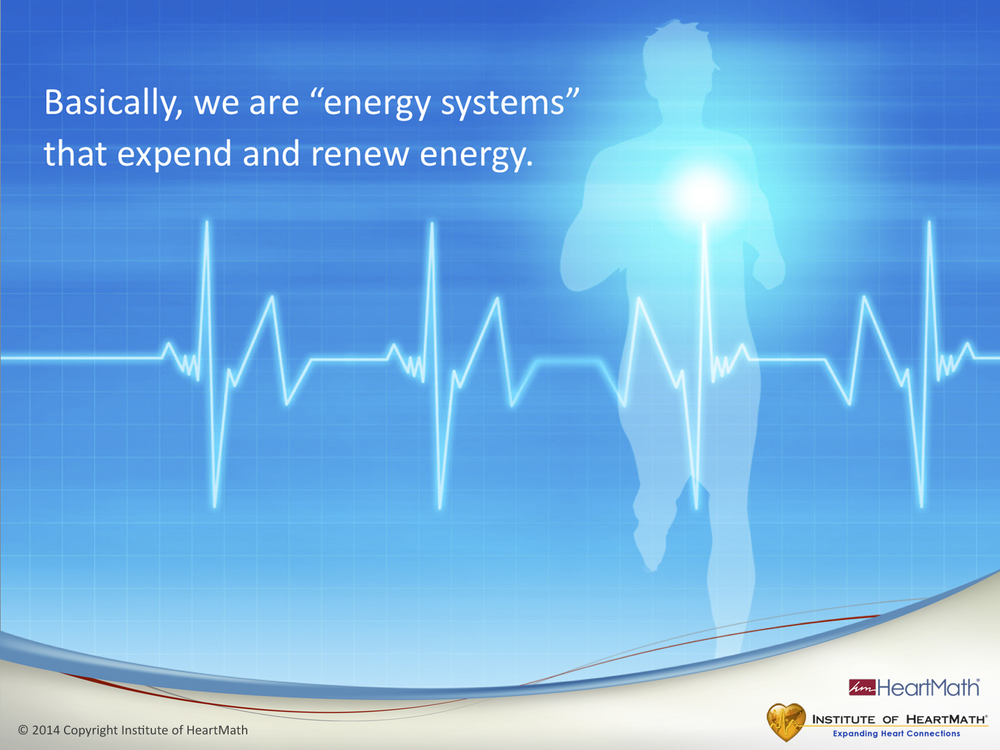 Basically, we are “energy systems”
that expend and renew energy.
hm HeartMath®
INSTITUTE OF HEARTMATH®
Expanding Heart Connections
© 2014 Copyright Institute of HeartMath